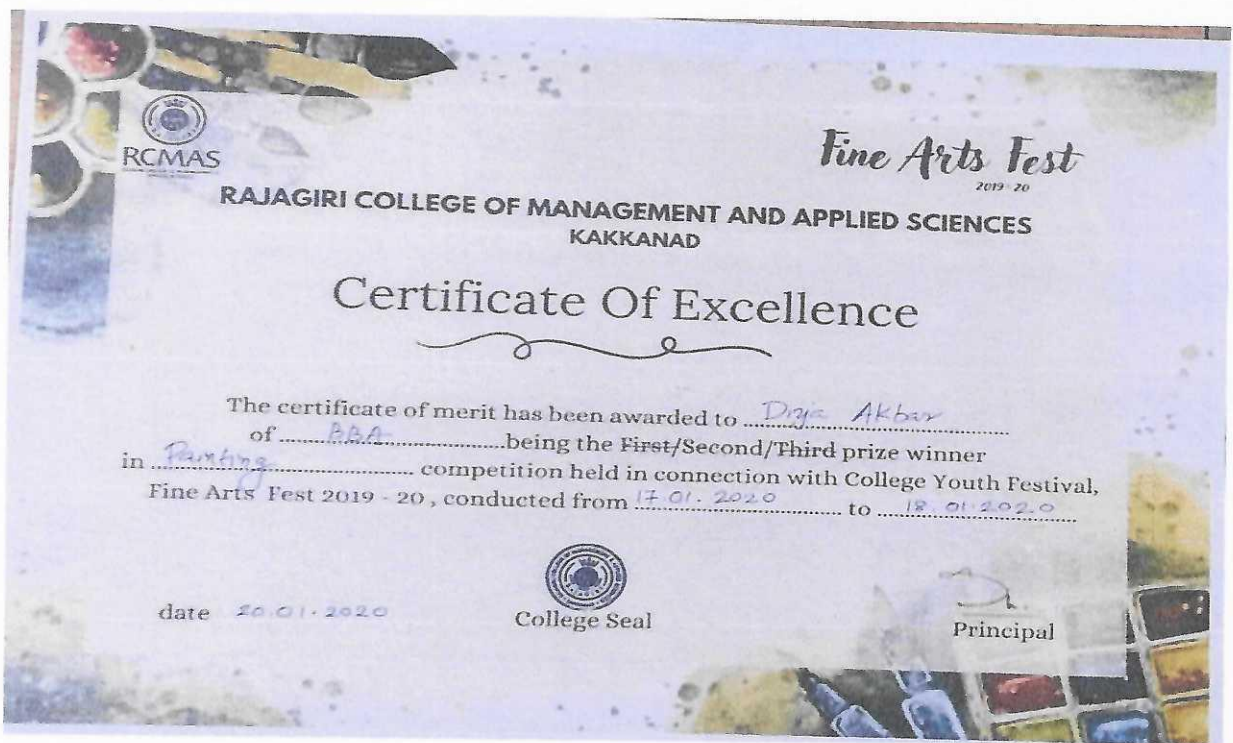 RCMAS
Fine Arts Fest
2019-20
RAJAGIRI COLLEGE OF MANAGEMENT AND APPLIED SCIENCES
KAKKANAD
Certificate Of Excellence
The certificate of merit has been awarded to Akbar
of BBA being the First/Second/Third prize winner
in Painting competition held in connection with College Youth Festival,
Fine Arts Fest 2019 - 20, conducted from 17.01.2020 to 18.01.2020
date 20.01.2020
College Seal
Principal